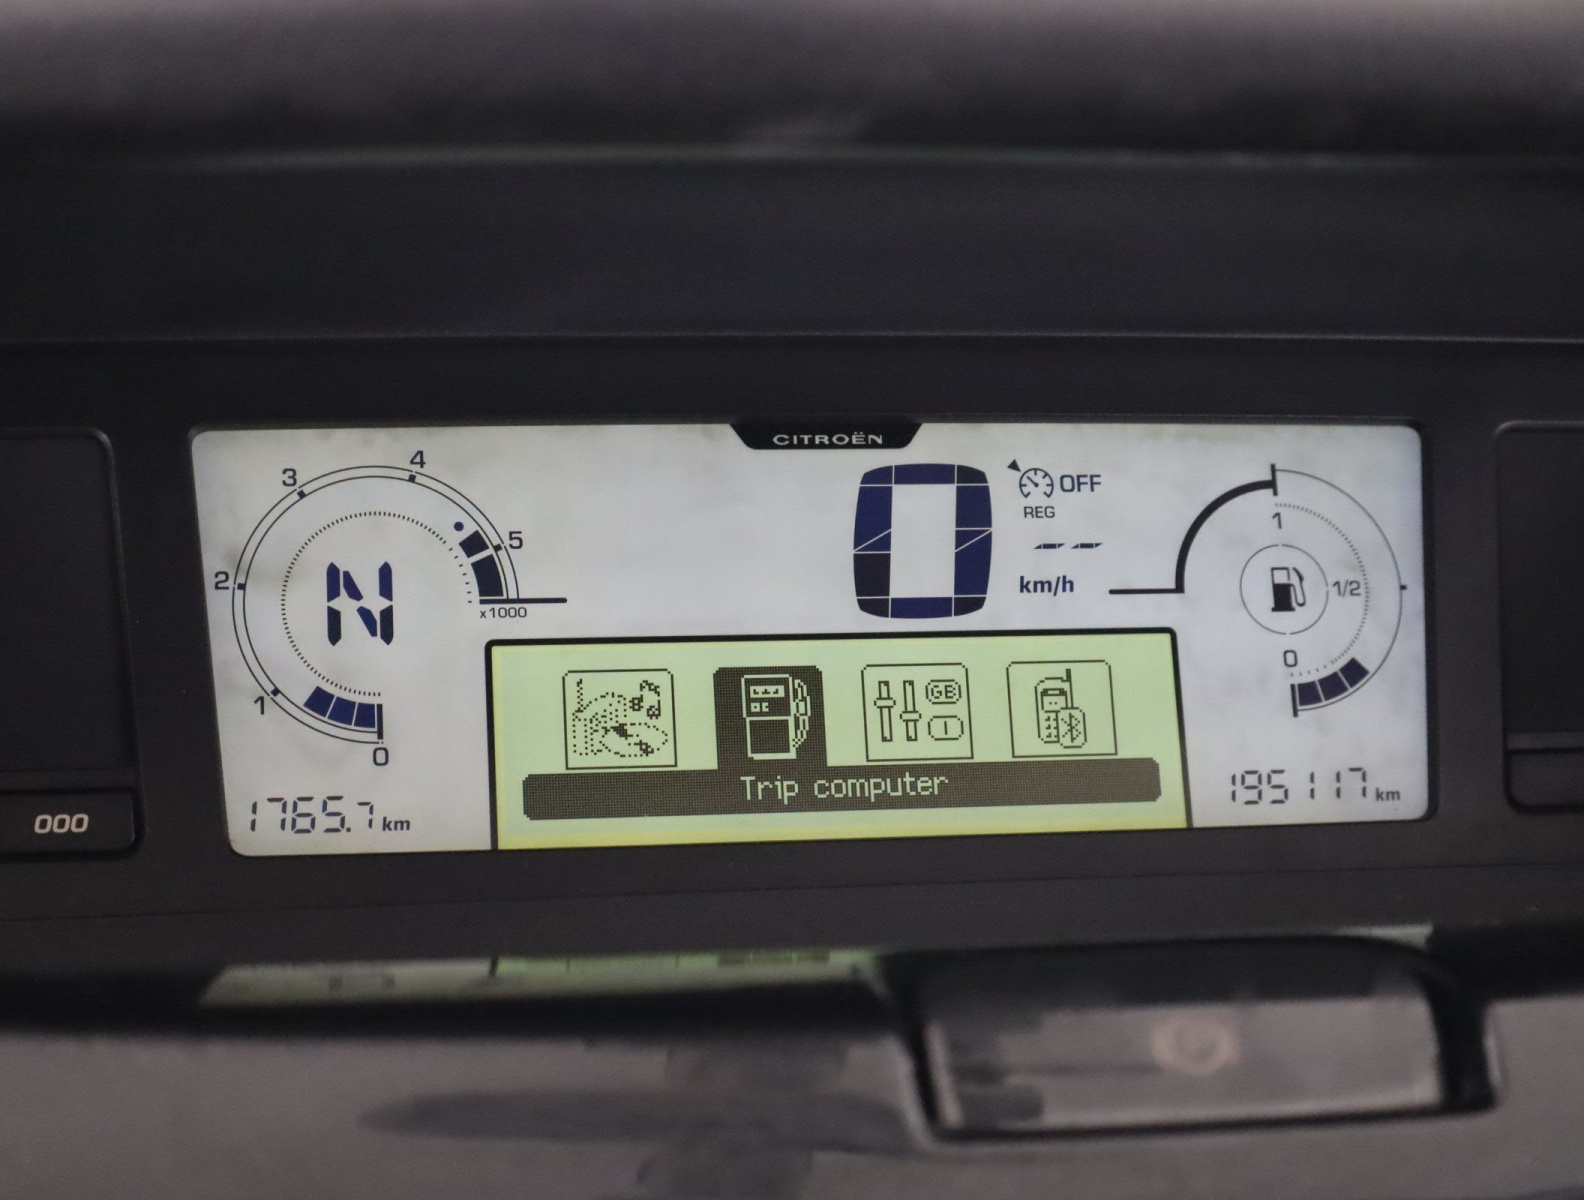 CITROËN
4
3
5
2
1
0
x1000
N
0
OFF
REG
--
km/h
1
1/2
0
GB
I
Trip computer
1765.7 km
195117 km
000